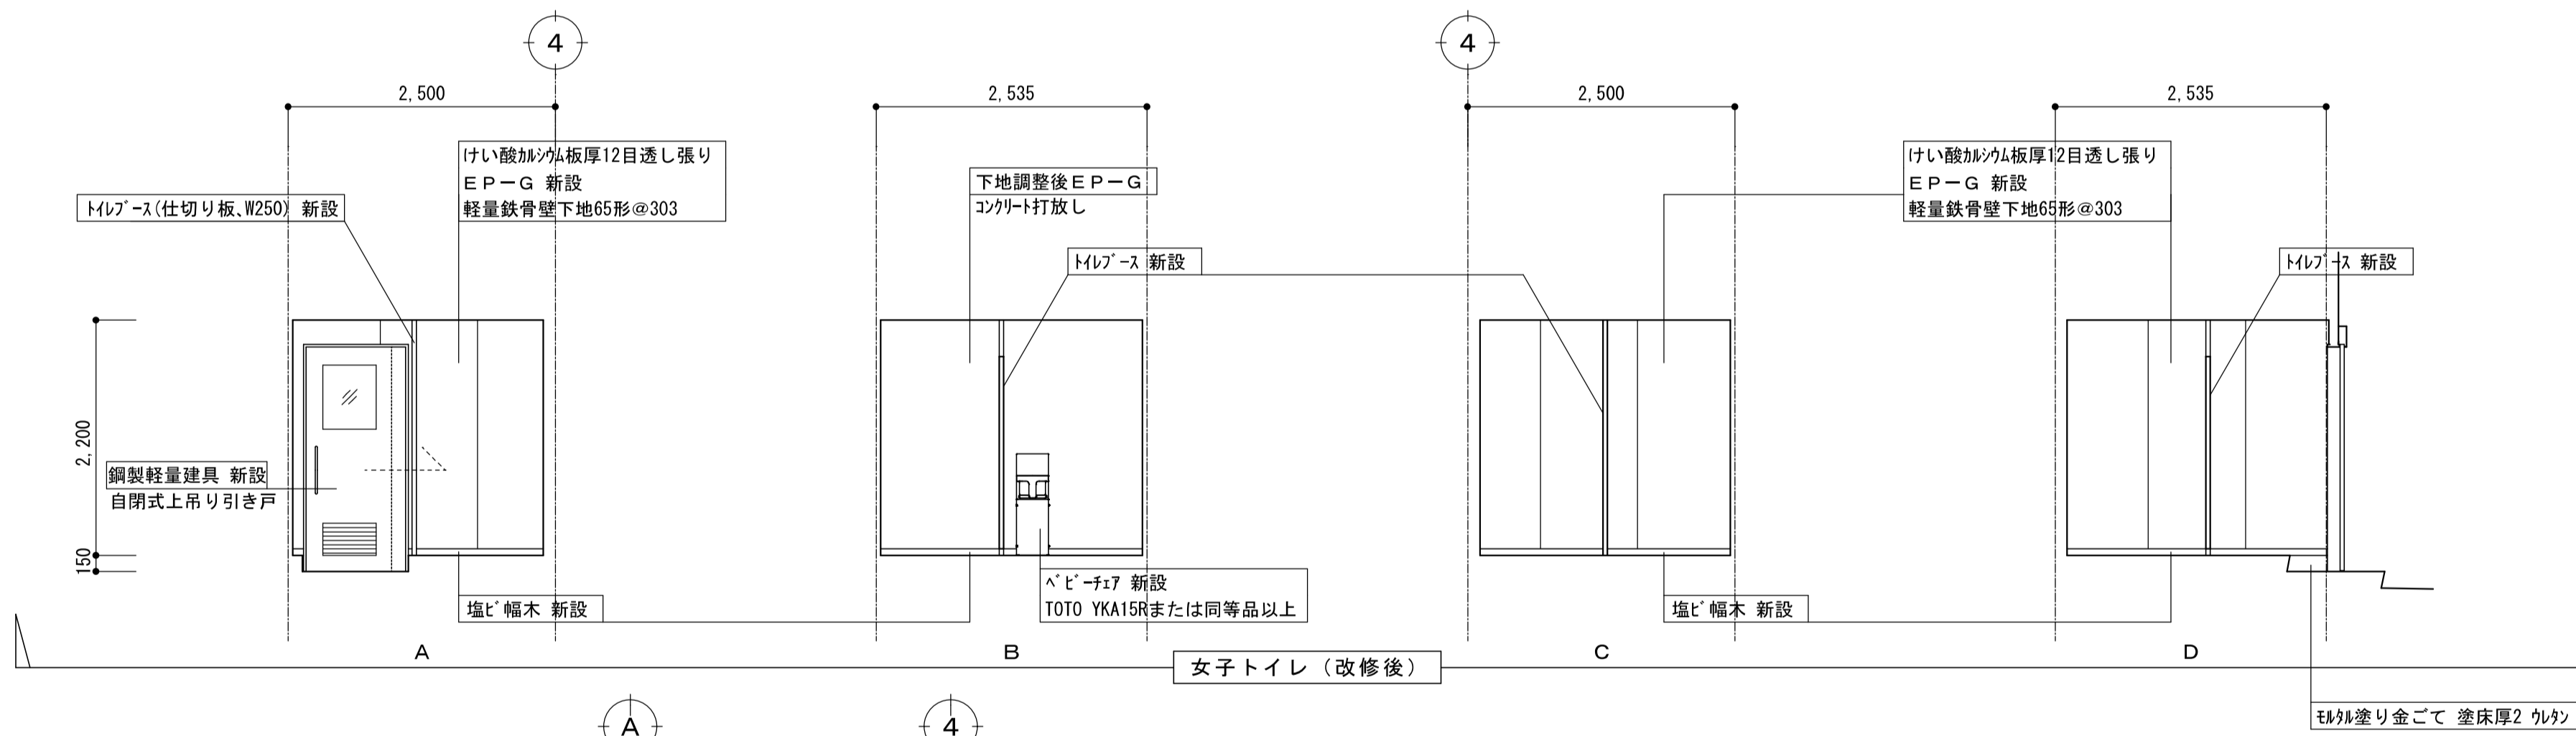 4
4
2,500
2,535
2,500
2,535
けい酸ｶﾙｼｳﾑ板厚12目透し張り
ＥＰ－Ｇ 新設
軽量鉄骨壁下地65形@303
ﾄｲﾚﾌﾞｰｽ(仕切り板､W250) 新設
下地調整後ＥＰ－Ｇ
ｺﾝｸﾘｰﾄ打放し
けい酸ｶﾙｼｳﾑ板厚12目透し張り
ＥＰ－Ｇ 新設
軽量鉄骨壁下地65形@303
ﾄｲﾚﾌﾞｰｽ 新設
ﾄｲﾚﾌﾞｰｽ 新設
2,200
150
鋼製軽量建具 新設
自閉式上吊り引き戸
塩ﾋﾞ幅木 新設
ﾍﾞﾋﾞｰﾁｪｱ 新設
TOTO YKA15Rまたは同等品以上
塩ﾋﾞ幅木 新設
A
B
C
D
女子トイレ（改修後）
ﾓﾙﾀﾙ塗り金ごて 塗床厚2 ｳﾚﾀﾝ
A
4